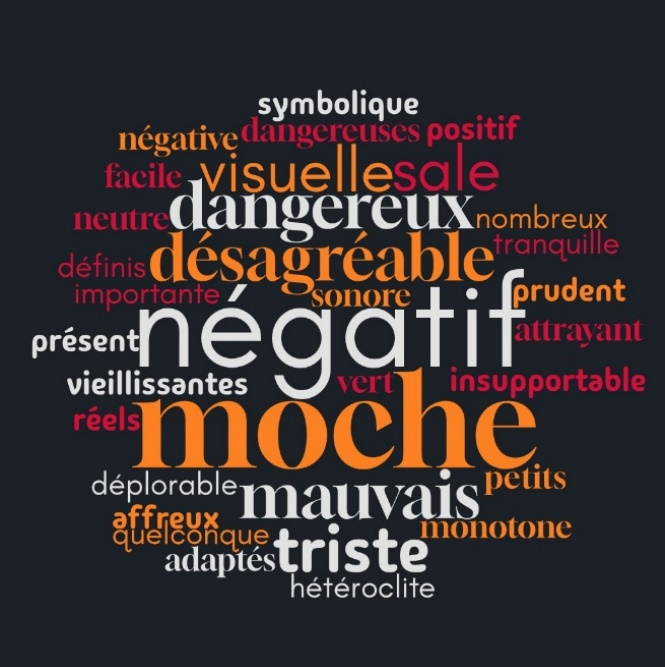 symbolique
négative dangereuses positif
facile visuelle sale
neutre dangereux nombreux
définis désagréable tranquille
importante sonore prudent
présent négatif attrayant
vieillissantes vert insupportable
réels moche
déplorable mauvais petits
affreux monotone
quelconque
adaptés triste
hétéroclite